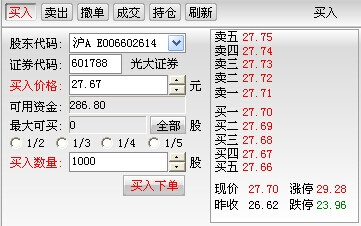 买入 卖出 撤单 成交 持仓 刷新 买入
股东代码: 沪A E006602614
证券代码: 601788 光大证券
买入价格: 27.67 元
可用资金: 286.80
最大可买: 0 全部 股
1/2 1/3 1/4 1/5
买入数量: 1000 股
买入下单
卖五 27.75
卖四 27.74
卖三 27.73
卖二 27.72
卖一 27.71
买一 27.70
买二 27.69
买三 27.68
买四 27.67
买五 27.66
现价 27.70 涨停 29.28
昨收 26.62 跌停 23.96